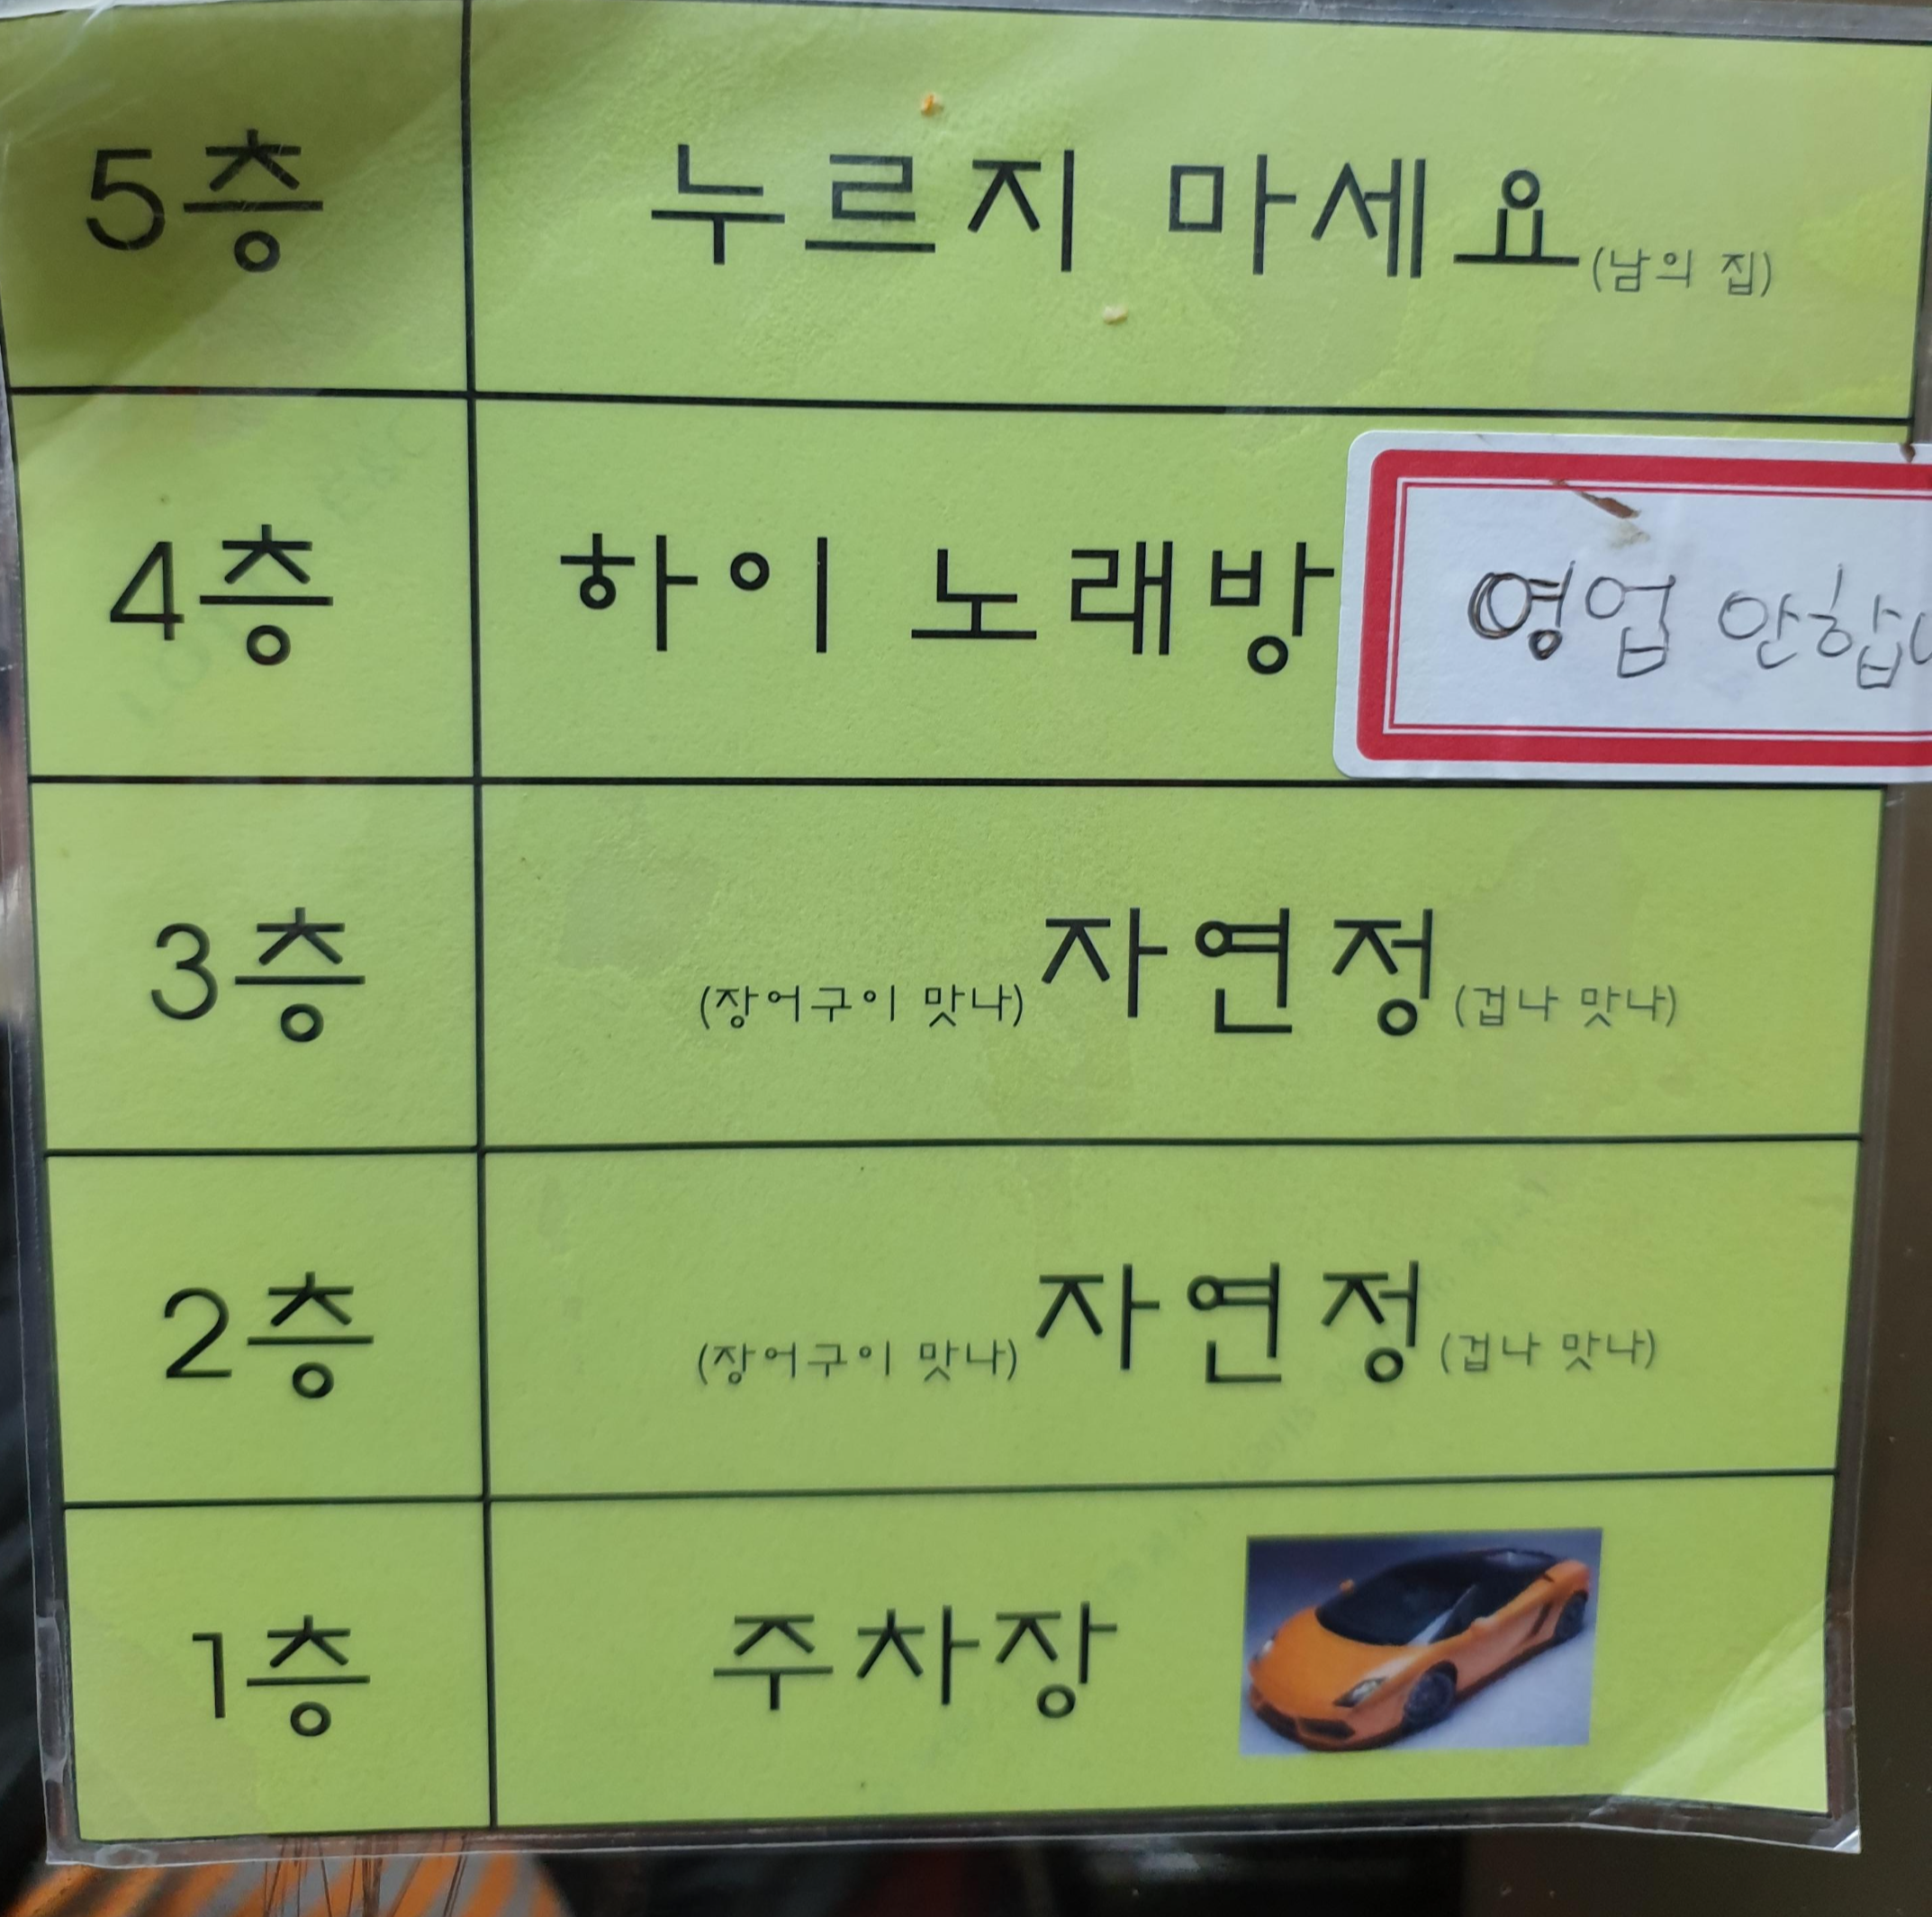 5층 누르지 마세요(남의 집)
4층 하이 노래방 영업 안합
3층 (장어구이 맛나)자연정(겁나 맛나)
2층 (장어구이 맛나)자연정(겁나 맛나)
1층 주차장